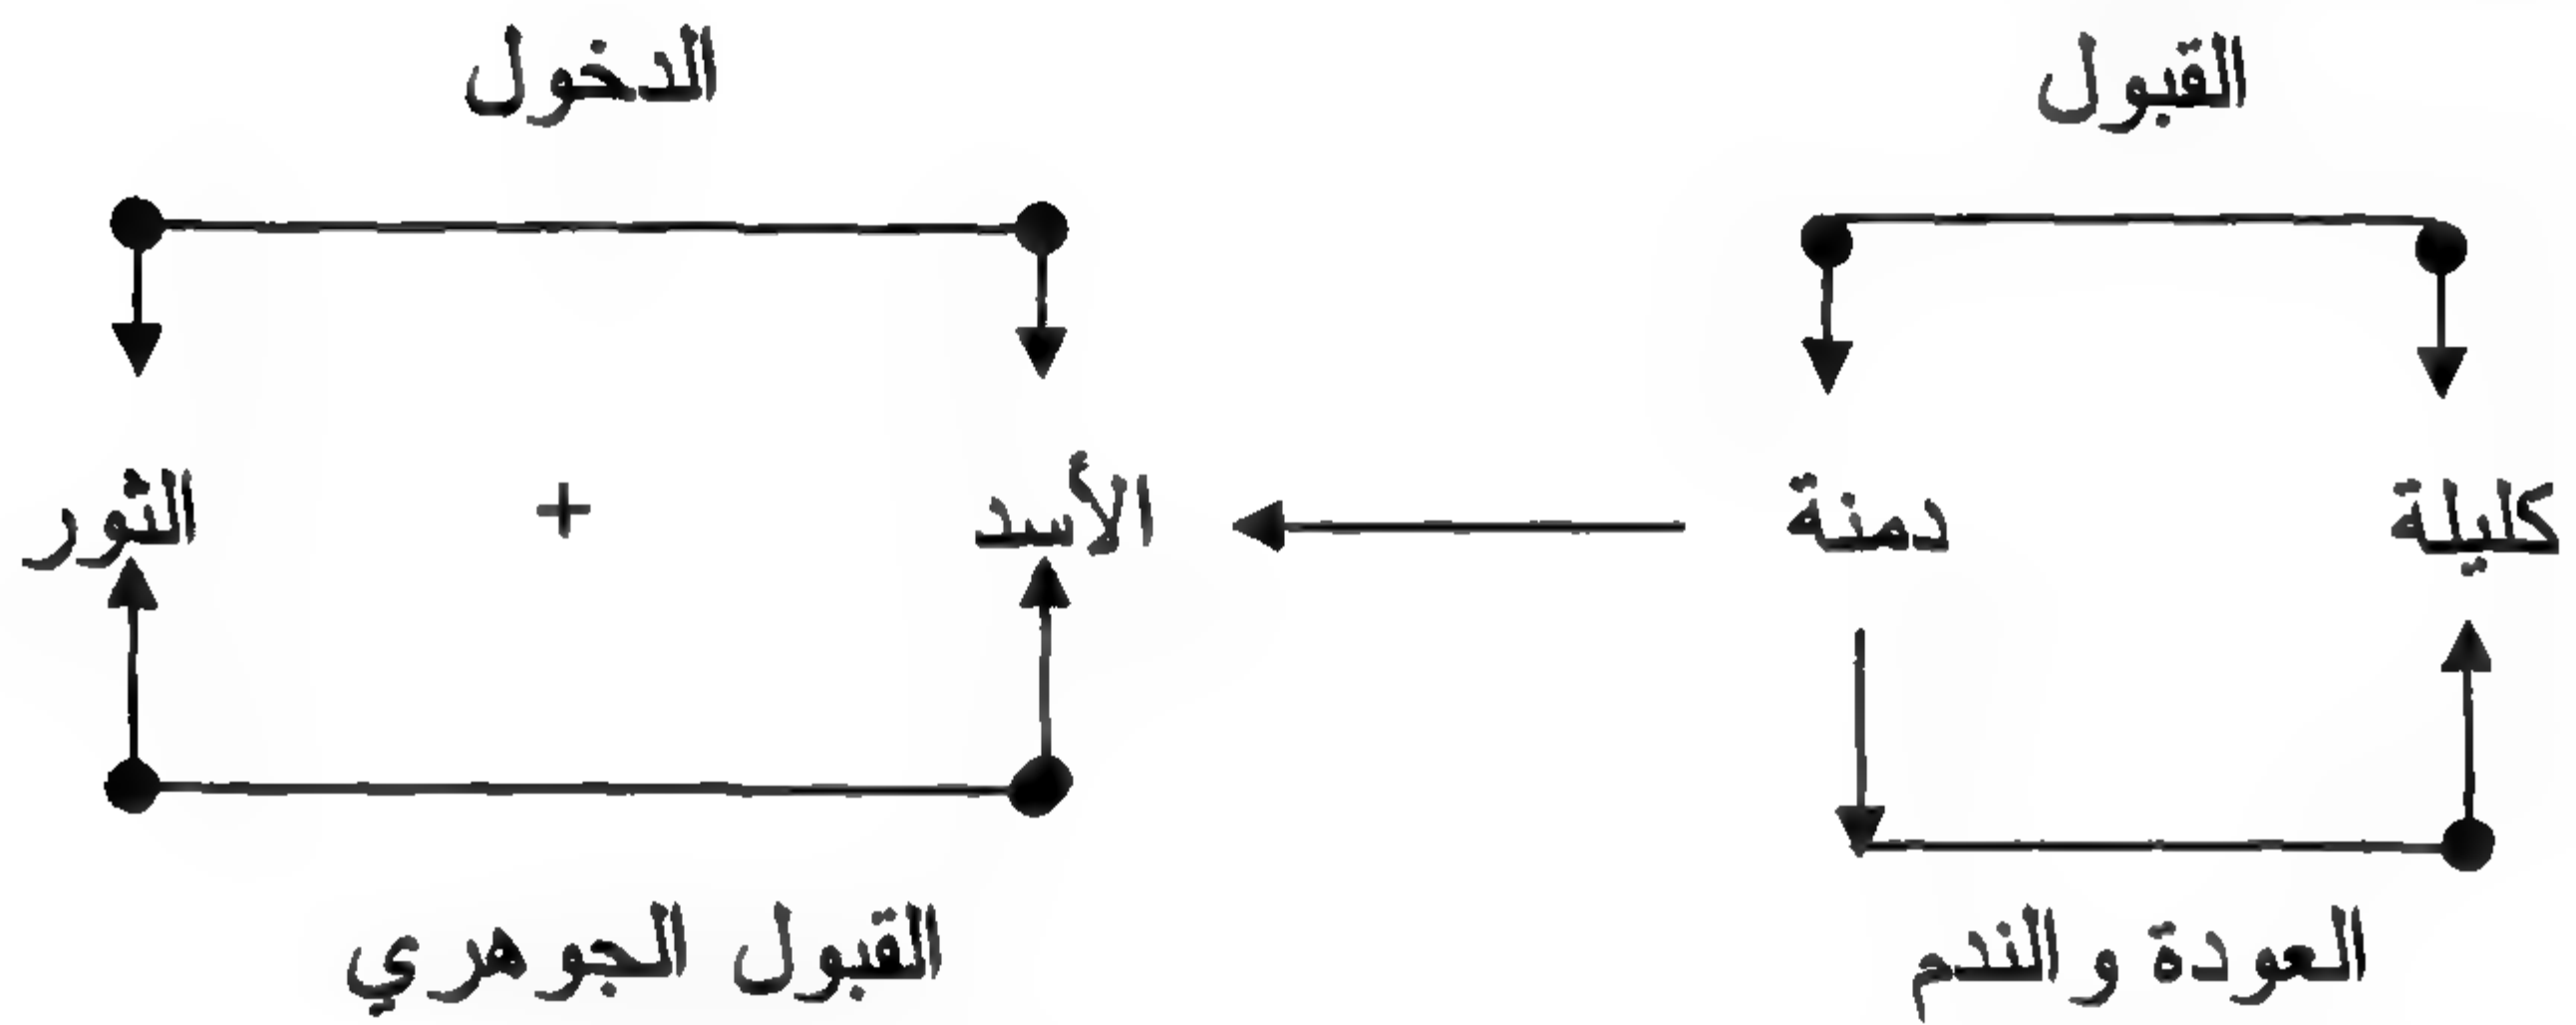 القبول
الدخول
كليلة
دمنة
الأسد
+
الثور
العودة والندم
القبول الجوهري